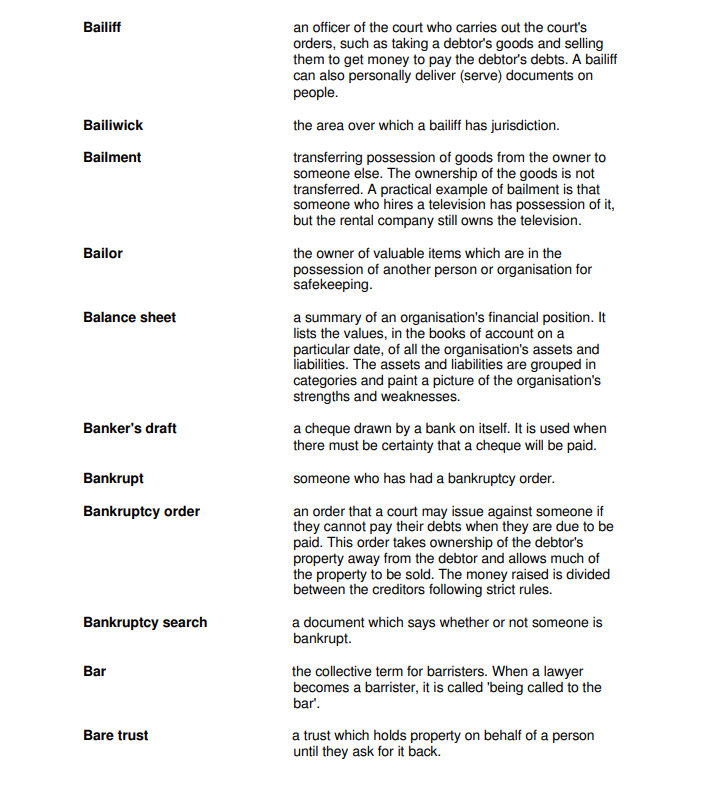 Bailiff an officer of the court who carries out the court's
orders, such as taking a debtor's goods and selling
them to get money to pay the debtor's debts. A bailiff
can also personally deliver (serve) documents on
people.
Bailiwick the area over which a bailiff has jurisdiction.
Bailment transferring possession of goods from the owner to
someone else. The ownership of the goods is not
transferred. A practical example of bailment is that
someone who hires a television has possession of it,
but the rental company still owns the television.
Bailor the owner of valuable items which are in the
possession of another person or organisation for
safekeeping.
Balance sheet a summary of an organisation's financial position. It
lists the values, in the books of account on a
particular date, of all the organisation's assets and
liabilities. The assets and liabilities are grouped in
categories and paint a picture of the organisation's
strengths and weaknesses.
Banker's draft a cheque drawn by a bank on itself. It is used when
there must be certainty that a cheque will be paid.
Bankrupt someone who has had a bankruptcy order.
Bankruptcy order an order that a court may issue against someone if
they cannot pay their debts when they are due to be
paid. This order takes ownership of the debtor's
property away from the debtor and allows much of
the property to be sold. The money raised is divided
between the creditors following strict rules.
Bankruptcy search a document which says whether or not someone is
bankrupt.
Bar the collective term for barristers. When a lawyer
becomes a barrister, it is called 'being called to the
bar'.
Bare trust a trust which holds property on behalf of a person
until they ask for it back.